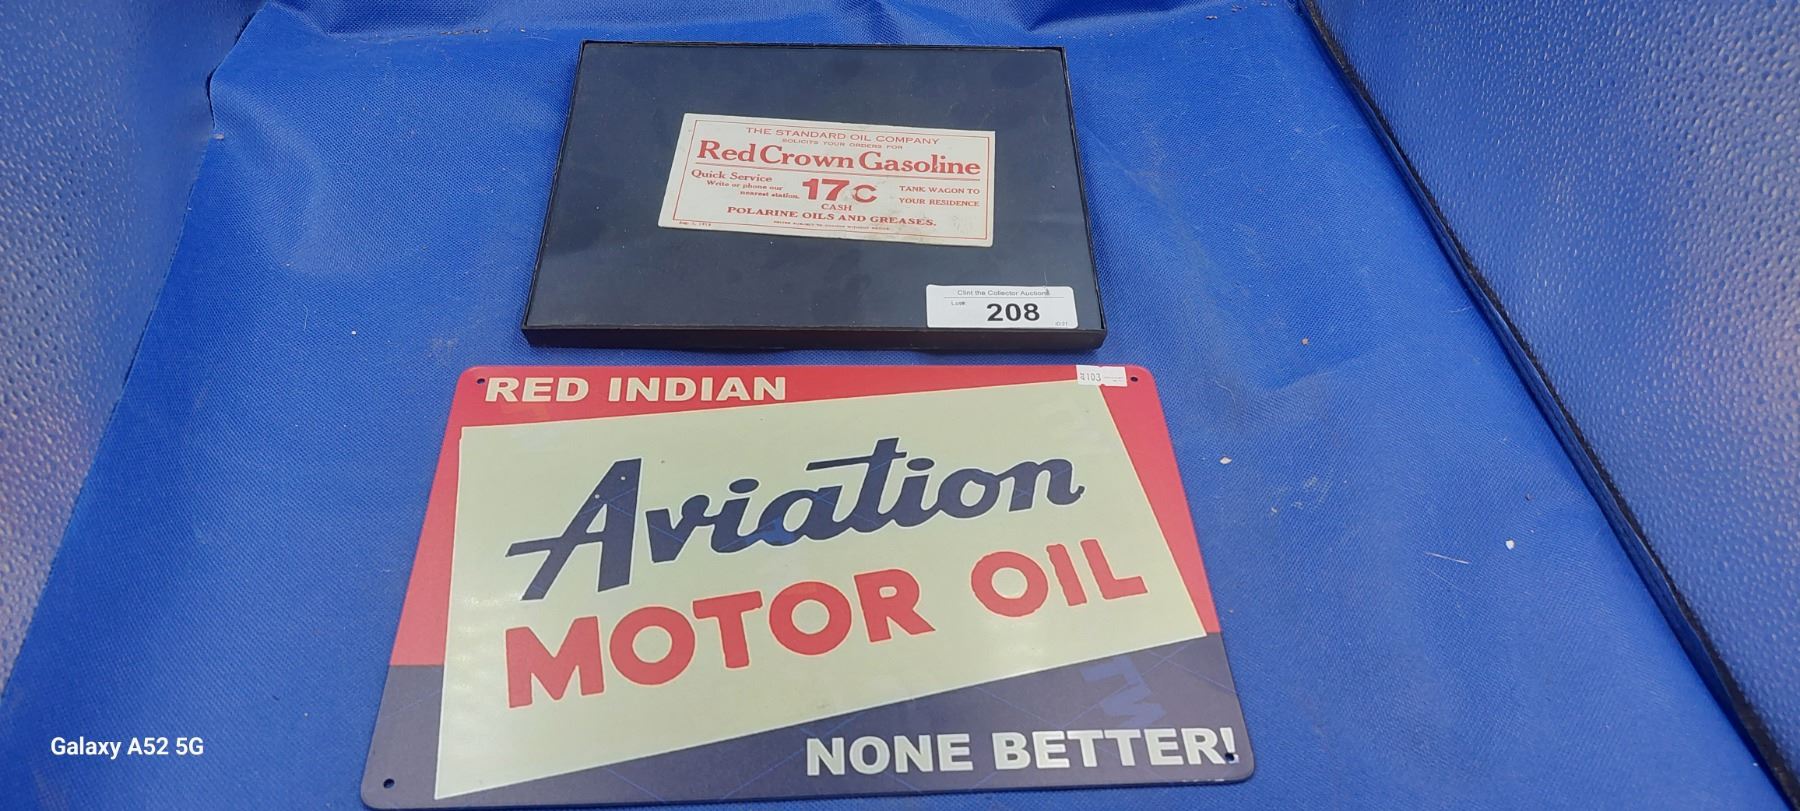 THE STANDARD OIL COMPANY
SOLICITS YOUR ORDERS FOR
Red Crown Gasoline
Quick Service
Write or phone our
nearest station.
17c
CASH
TANK WAGON TO
YOUR RESIDENCE
POLARINE OILS AND GREASES.
Clint the Collector Auctions
Lot#
208
RED INDIAN
Aviation
MOTOR OIL
NONE BETTER!
Galaxy A52 5G